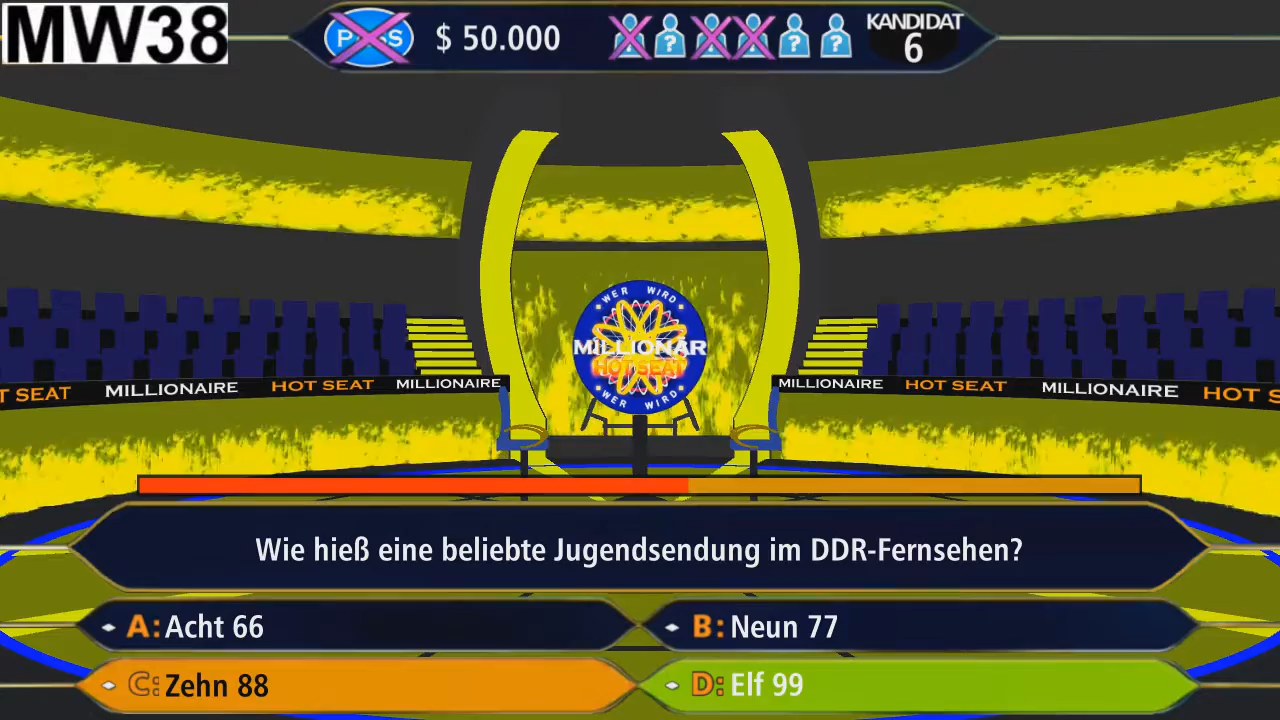 MW38
$ 50.000
? ? ?
KANDIDAT
6
WER WIRD
MILLIONÄR
HOT SEAT
WER WIRD
T SEAT MILLIONAIRE HOT SEAT MILLIONAIRE
MILLIONAIRE HOT SEAT MILLIONAIRE HOT S
Wie hieß eine beliebte Jugendsendung im DDR-Fernsehen?
A: Acht 66
B: Neun 77
C: Zehn 88
D: Elf 99